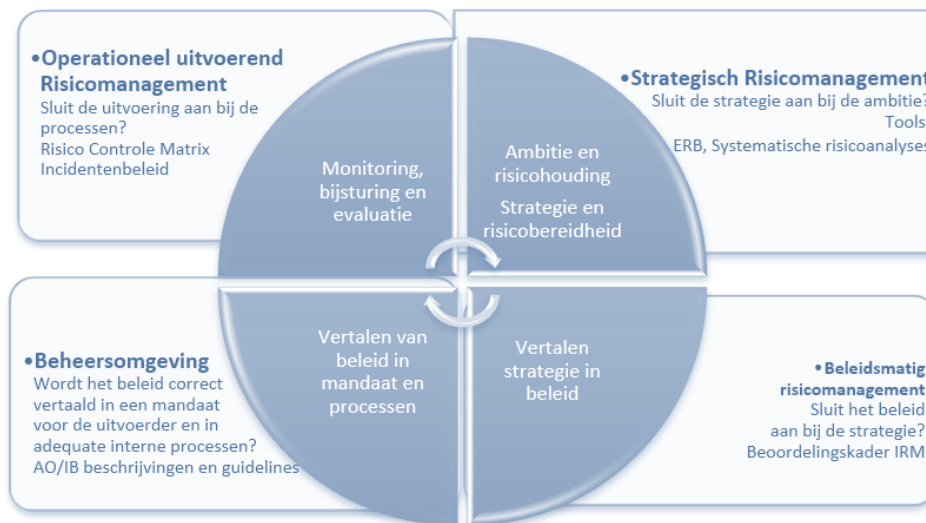 •Operationeel uitvoerend
Risicomanagement
Sluit de uitvoering aan bij de
processen?
Risico Controle Matrix
Incidentenbeleid
Monitoring,
bijsturing en
evaluatie
Ambitie en
risicohouding
Strategie en
risicobereidheid
•Strategisch Risicomanagement
Sluit de strategie aan bij de ambitie?
Tools
ERB, Systematische risicoanalyses
•Beheersomgeving
Wordt het beleid correct
vertaald in een mandaat
voor de uitvoerder en in
adequate interne processen?
AO/IB beschrijvingen en guidelines
Vertalen van
beleid in
mandaat en
processen
Vertalen
strategie in
beleid
•Beleidsmatig
risicomanagement
Sluit het beleid
aan bij de strategie?
Beoordelingskader IRM